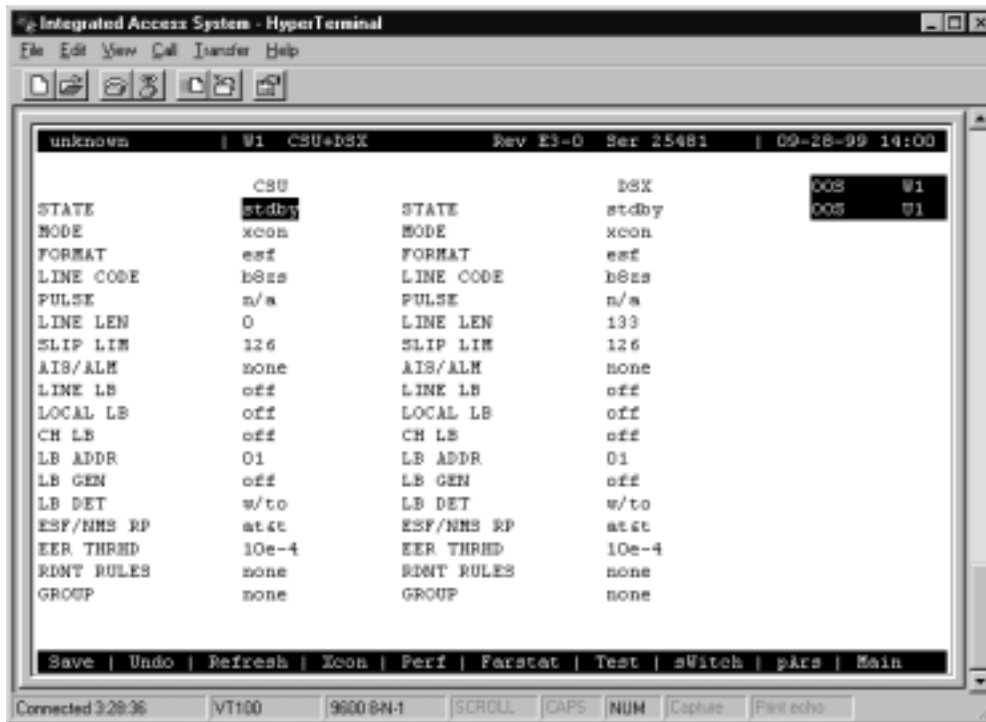 Integrated Access System - HyperTerminal
File Edit View Call Transfer Help
unknown | W1 CSU+DSX Rev E3-0 Ser 25481 | 09-28-99 14:00
CSU DSX OOS W1
STATE stdby STATE stdby OOS U1
MODE xcon MODE xcon
FORMAT esf FORMAT esf
LINE CODE b8zs LINE CODE b8zs
PULSE n/a PULSE n/a
LINE LEN 0 LINE LEN 133
SLIP LIM 126 SLIP LIM 126
AIS/ALM none AIS/ALM none
LINE LB off LINE LB off
LOCAL LB off LOCAL LB off
CH LB off CH LB off
LB ADDR 01 LB ADDR 01
LB GEN off LB GEN off
LB DET w/to LB DET w/to
ESF/NMS RP at&t ESF/NMS RP at&t
EER THRHD 10e-4 EER THRHD 10e-4
RDNT RULES none RDNT RULES none
GROUP none GROUP none
Save | Undo | Refresh | Xcon | Perf | Farstat | Test | sWitch | pArs | Main
Connected 3:28:36 VT100 9600 8-N-1 SCROLL CAPS NUM Capture Print echo